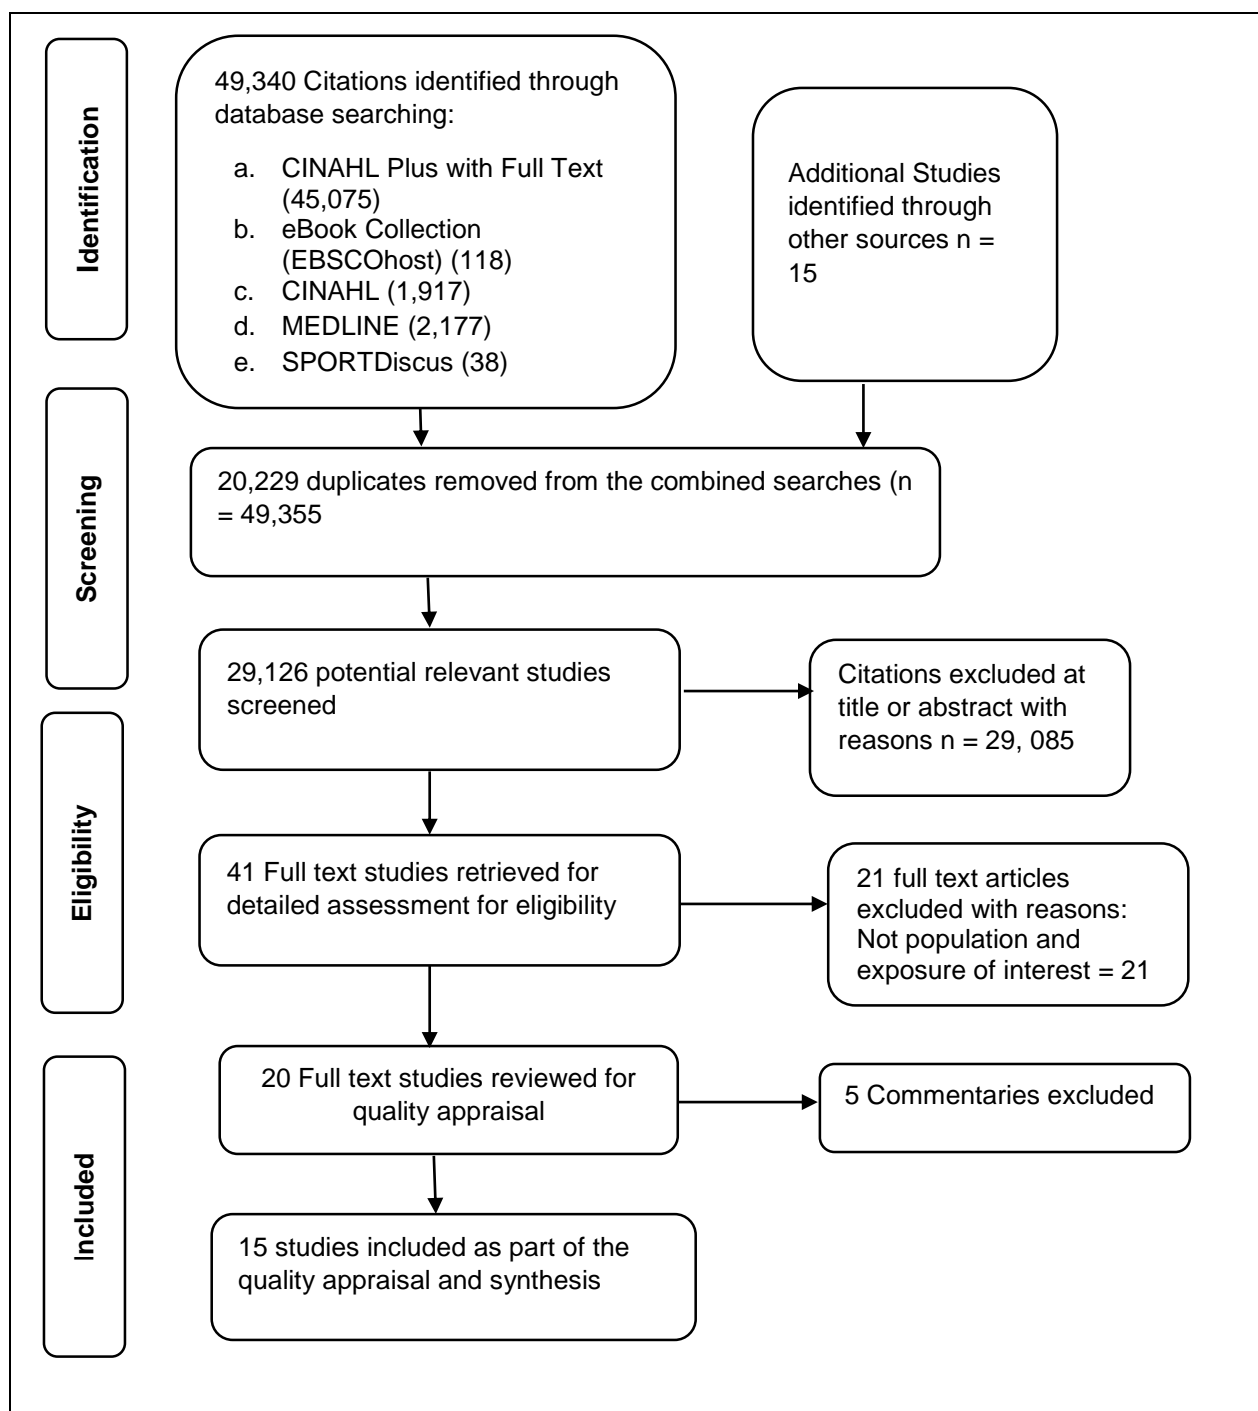 Identification
49,340 Citations identified through
database searching:
a. CINAHL Plus with Full Text
(45,075)
b. eBook Collection
(EBSCOhost) (118)
c. CINAHL (1,917)
d. MEDLINE (2,177)
e. SPORTDiscus (38)
Additional Studies
identified through
other sources n =
15
Screening
20,229 duplicates removed from the combined searches (n
= 49,355
29,126 potential relevant studies
screened
Citations excluded at
title or abstract with
reasons n = 29, 085
Eligibility
41 Full text studies retrieved for
detailed assessment for eligibility
21 full text articles
excluded with reasons:
Not population and
exposure of interest = 21
Included
20 Full text studies reviewed for
quality appraisal
5 Commentaries excluded
15 studies included as part of the
quality appraisal and synthesis